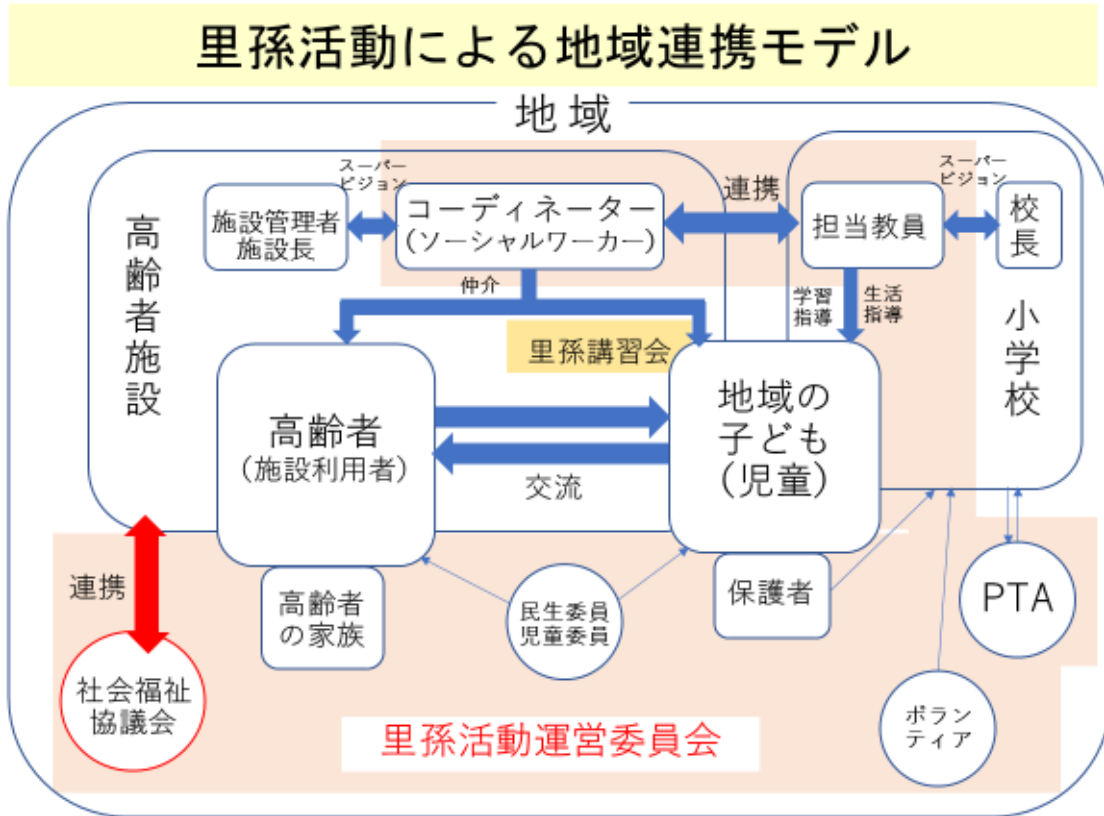 里孫活動による地域連携モデル
地域
スーパー
ビジョン
連携
スーパー
ビジョン
高齢者施設
施設管理者
施設長
コーディネーター
(ソーシャルワーカー)
担当教員
校長
仲介
学習
指導
生活
指導
小学校
里孫講習会
高齢者
(施設利用者)
地域の
子ども
(児童)
交流
連携
高齢者
の家族
民生委員
児童委員
保護者
PTA
社会福祉
協議会
里孫活動運営委員会
ボラン
ティア